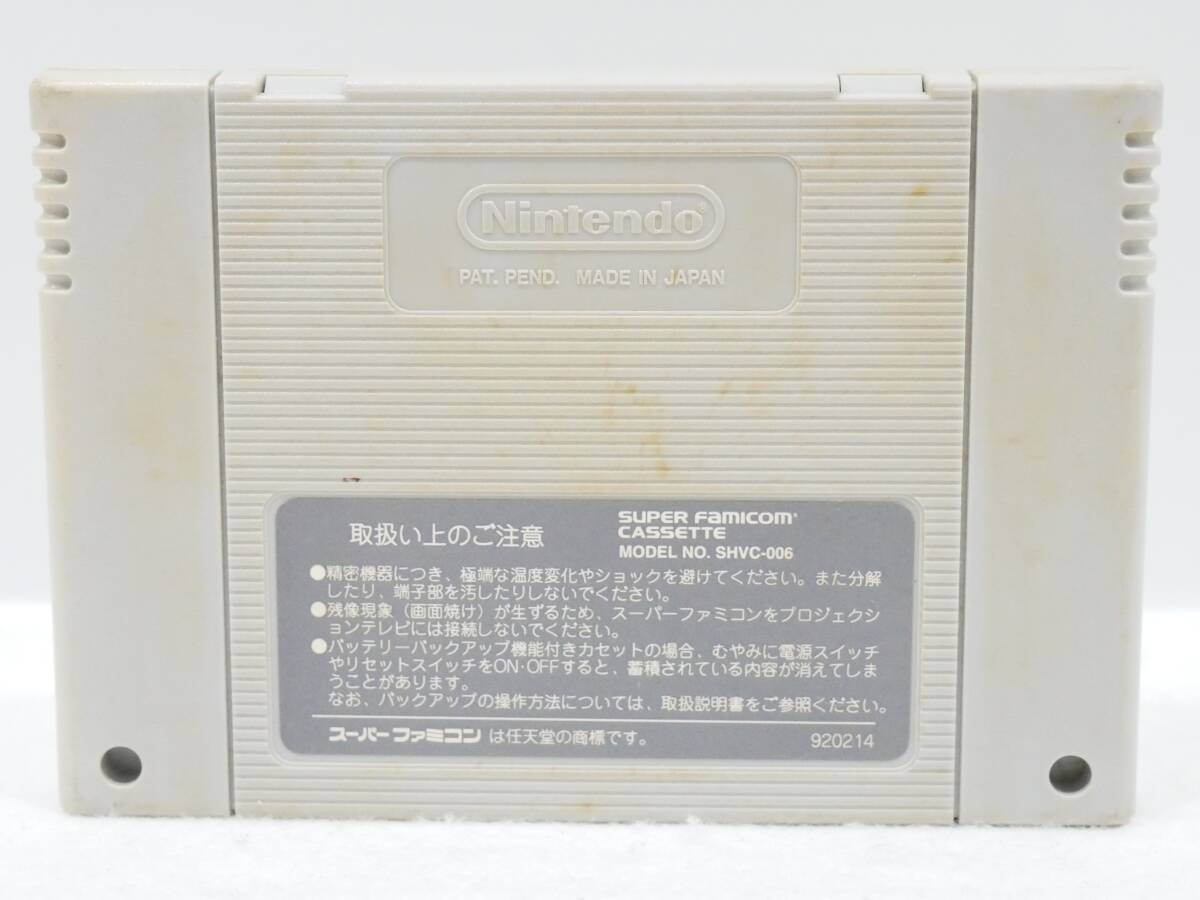 Nintendo®
PAT. PEND. MADE IN JAPAN
取扱い上のご注意
SUPER FAMICOM
CASSETTE
MODEL NO. SHVC-006
●精密機器につき、極端な温度変化やショックを避けてください。また分解
したり、端子部を汚したりしないでください。
●残像現象（画面焼け）が生ずるため、スーパーファミコンをプロジェクシ
ョンテレビには接続しないでください。
●バッテリーバックアップ機能付きカセットの場合、むやみに電源スイッチ
やリセットスイッチをON・OFFすると、蓄積されている内容が消えてしま
うことがあります。
なお、バックアップの操作方法については、取扱説明書をご参照ください。
スーパーファミコンは任天堂の商標です。
920214